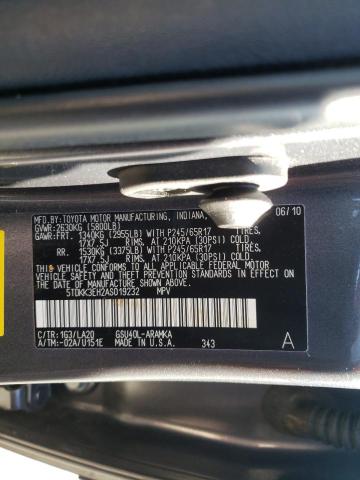 MFD.BY: TOYOTA MOTOR MANUFACTURING, INDIANA, 06/10
GVWR:2630KG (5800LB)
GAWR:FRT. 1340KG (2955LB) WITH P245/65R17 TIRES.
17X7.5J RIMS. AT 210KPA (30PSI) COLD.
RR. 1530KG (3375LB) WITH P245/65R17 TIRES.
17X7.5J RIMS. AT 210KPA (30PSI) COLD.
THIS VEHICLE CONFORMS TO ALL APPLICABLE FEDERAL MOTOR
VEHICLE SAFETY AND THEFT PREVENTION STANDARDS IN
EFFECT ON THE DATE OF MANUFACTURE SHOWN ABOVE.
5TDKK3EH2AS019232 MPV
C/TR:1G3/LA20 GSU40L-ARAMKA
A/TM:-02A/U151E MADE IN U.S.A. 343 A